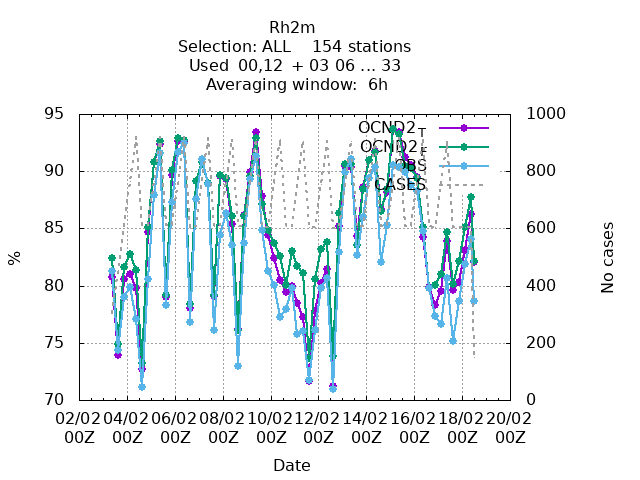 Rh2m
Selection: ALL    154 stations
Used  00,12  + 03 06 ... 33
Averaging window:  6h
95
90
85
80
75
70
%
1000
800
600
400
200
0
No cases
OCND2_T
OCND2_E
OBS
CASES
02/02 04/02 06/02 08/02 10/02 12/02 14/02 16/02 18/02 20/02
00Z 00Z 00Z 00Z 00Z 00Z 00Z 00Z 00Z 00Z
Date